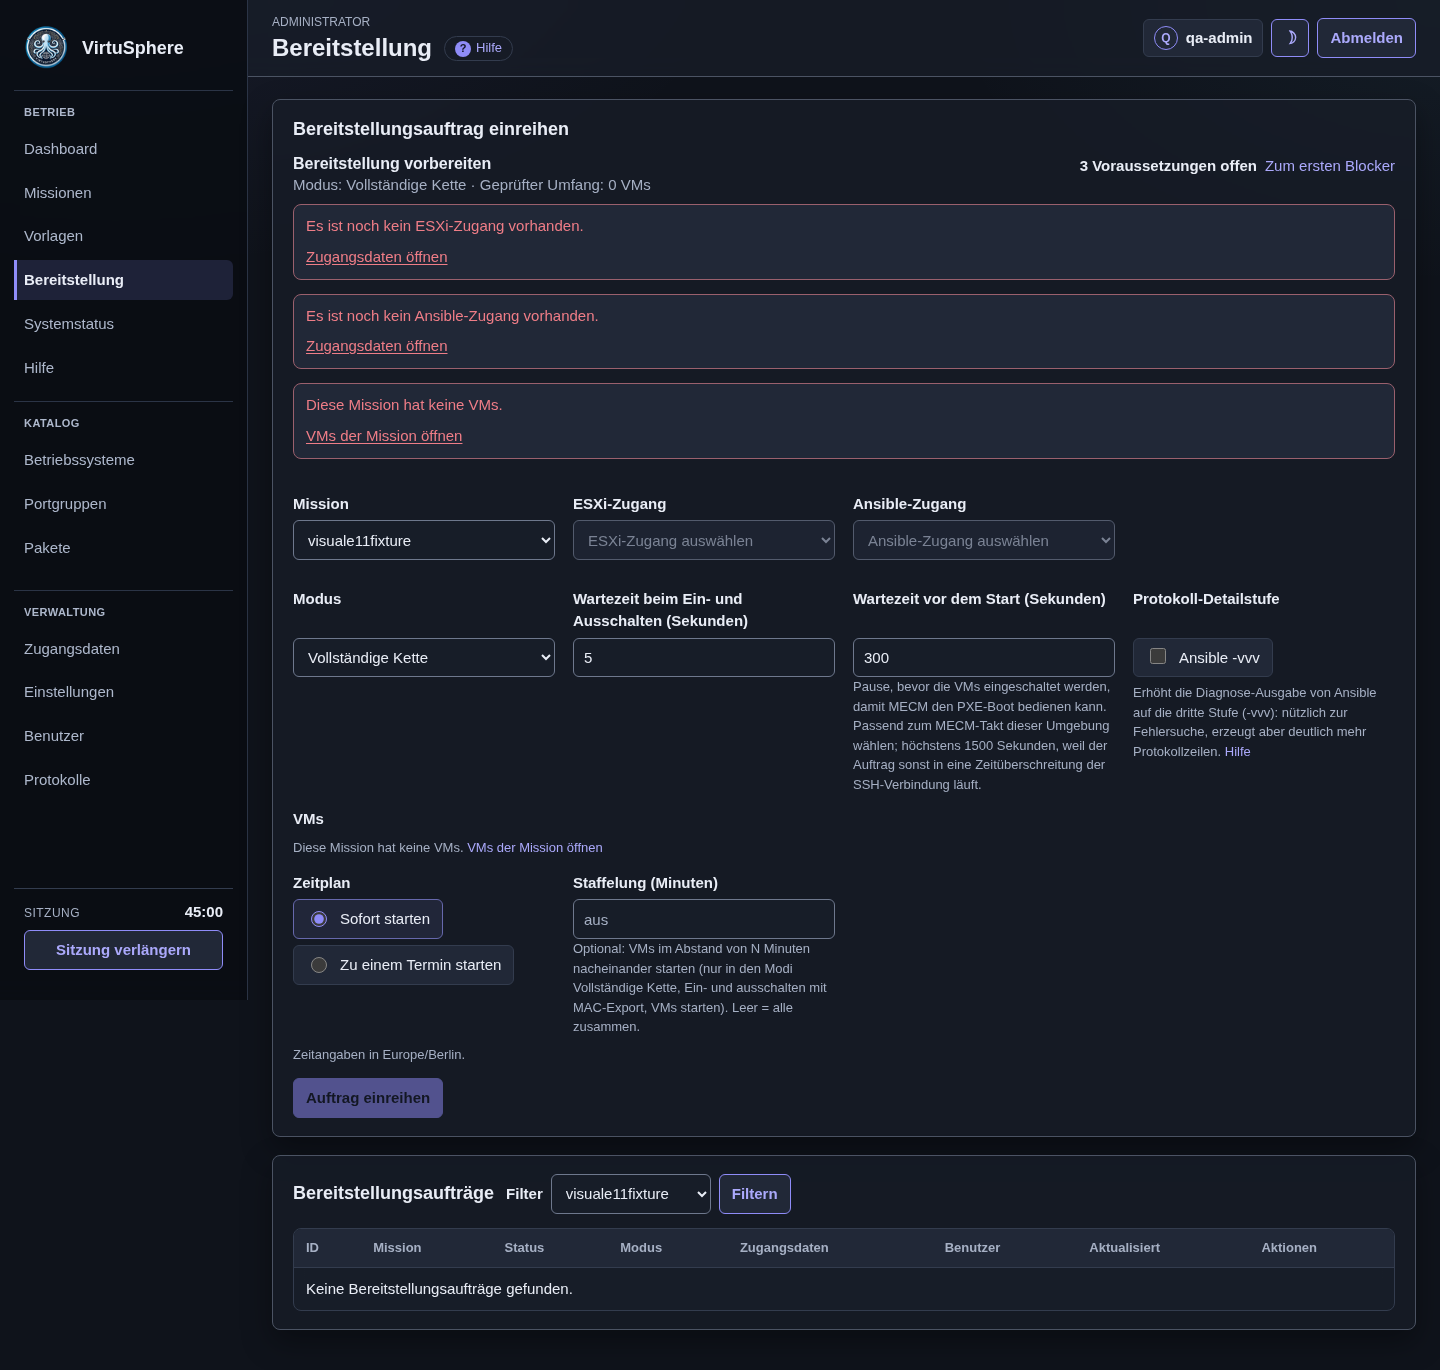 VirtuSphere
BETRIEB
Dashboard
Missionen
Vorlagen
Bereitstellung
Systemstatus
Hilfe
KATALOG
Betriebssysteme
Portgruppen
Pakete
VERWALTUNG
Zugangsdaten
Einstellungen
Benutzer
Protokolle
SITZUNG 45:00
Sitzung verlängern
ADMINISTRATOR
Bereitstellung ? Hilfe
Q qa-admin Abmelden
Bereitstellungsauftrag einreihen
Bereitstellung vorbereiten
Modus: Vollständige Kette · Geprüfter Umfang: 0 VMs
3 Voraussetzungen offen Zum ersten Blocker
Es ist noch kein ESXi-Zugang vorhanden.
Zugangsdaten öffnen
Es ist noch kein Ansible-Zugang vorhanden.
Zugangsdaten öffnen
Diese Mission hat keine VMs.
VMs der Mission öffnen
Mission
visuale11fixture
ESXi-Zugang
ESXi-Zugang auswählen
Ansible-Zugang
Ansible-Zugang auswählen
Modus
Vollständige Kette
Wartezeit beim Ein- und
Ausschalten (Sekunden)
5
Wartezeit vor dem Start (Sekunden)
300
Pause, bevor die VMs eingeschaltet werden,
damit MECM den PXE-Boot bedienen kann.
Passend zum MECM-Takt dieser Umgebung
wählen; höchstens 1500 Sekunden, weil der
Auftrag sonst in eine Zeitüberschreitung der
SSH-Verbindung läuft.
Protokoll-Detailstufe
Ansible -vvv
Erhöht die Diagnose-Ausgabe von Ansible
auf die dritte Stufe (-vvv): nützlich zur
Fehlersuche, erzeugt aber deutlich mehr
Protokollzeilen. Hilfe
VMs
Diese Mission hat keine VMs. VMs der Mission öffnen
Zeitplan
Sofort starten
Zu einem Termin starten
Staffelung (Minuten)
aus
Optional: VMs im Abstand von N Minuten
nacheinander starten (nur in den Modi
Vollständige Kette, Ein- und ausschalten mit
MAC-Export, VMs starten). Leer = alle
zusammen.
Zeitangaben in Europe/Berlin.
Auftrag einreihen
Bereitstellungsaufträge Filter visuale11fixture Filtern
ID Mission Status Modus Zugangsdaten Benutzer Aktualisiert Aktionen
Keine Bereitstellungsaufträge gefunden.